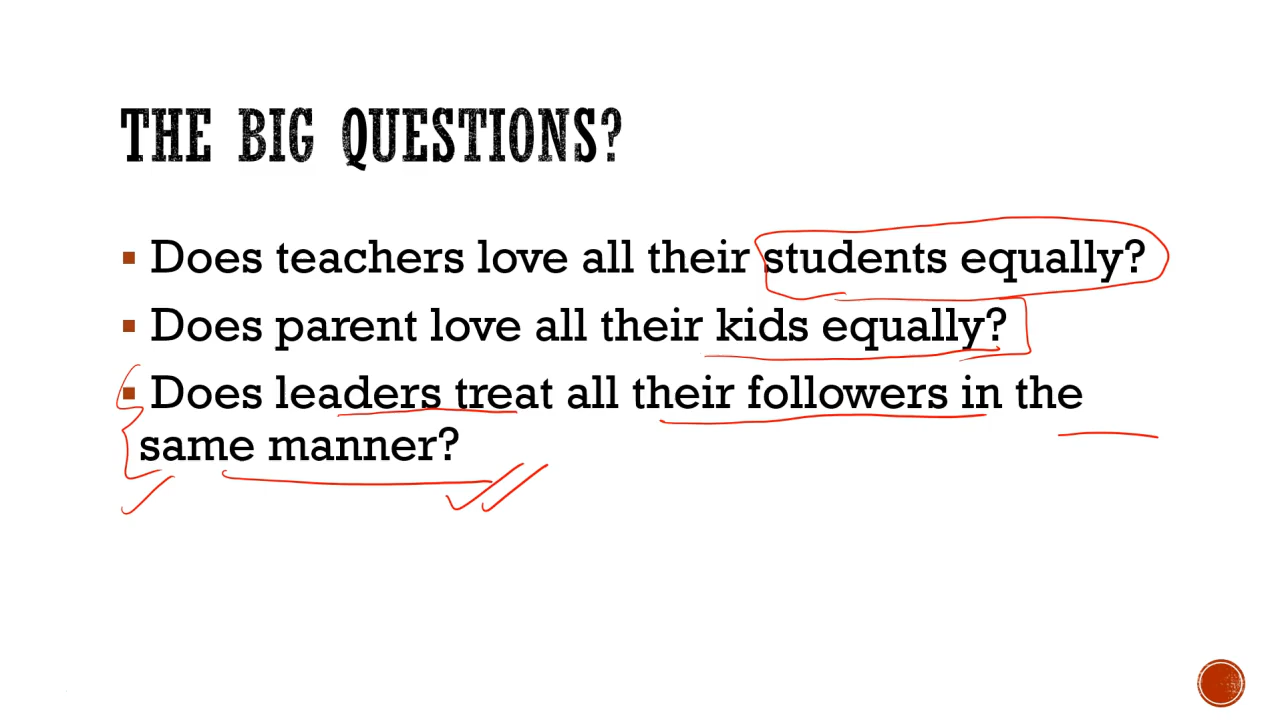 THE BIG QUESTIONS?
Does teachers love all their students equally?
Does parent love all their kids equally?
Does leaders treat all their followers in the
same manner?